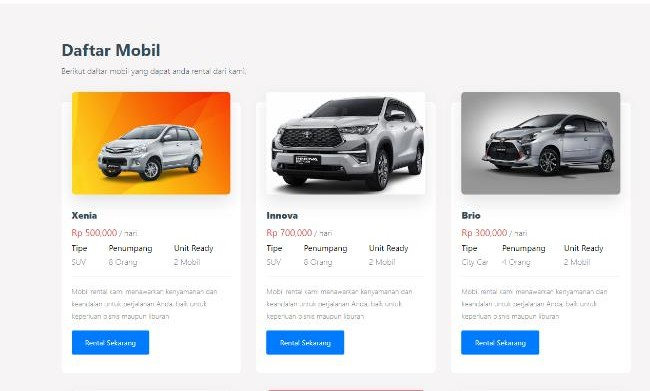 Daftar Mobil
Berikut daftar mobil yang dapat anda rental dari kami.
Xenia
Rp 500,000 / hari
Tipe Penumpang Unit Ready
SUV 8 Orang 2 Mobil
Mobil rental kami menawarkan kenyamanan dan
keandalan untuk perjalanan Anda, baik untuk
keperluan bisnis maupun liburan
Rental Sekarang
INNOVA
Innova
Rp 700,000 / hari
Tipe Penumpang Unit Ready
SUV 8 Orang 2 Mobil
Mobil rental kami menawarkan kenyamanan dan
keandalan untuk perjalanan Anda, baik untuk
keperluan bisnis maupun liburan
Rental Sekarang
Brio
Rp 300,000 / hari
Tipe Penumpang Unit Ready
City Car 4 Orang 2 Mobil
Mobil rental kami menawarkan kenyamanan dan
keandalan untuk perjalanan Anda, baik untuk
keperluan bisnis maupun liburan
Rental Sekarang